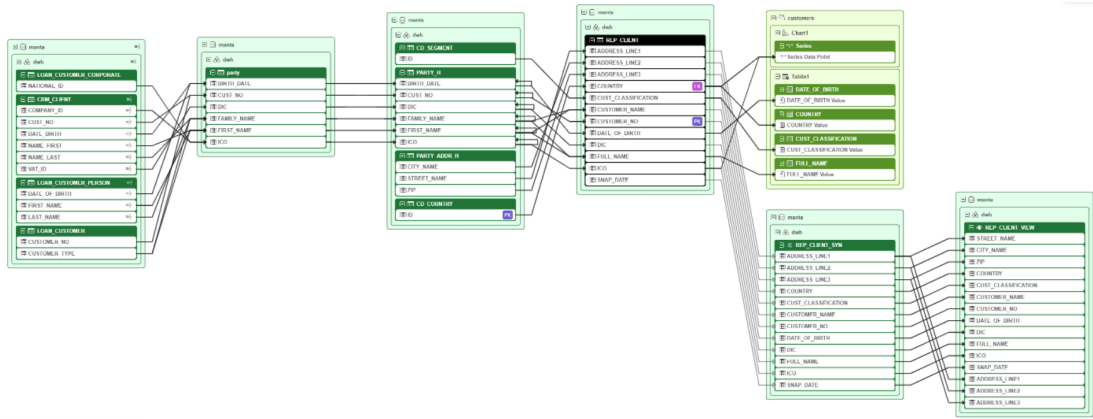 manta
dwh
LOAN_CUSTOMER_CORPORATE
NATIONAL_ID
CRM_CLIENT
COMPANY_ID
CUST_NO
DATE_BIRTH
NAME_FIRST
NAME_LAST
VAT_ID
LOAN_CUSTOMER_PERSON
DATE_OF_BIRTH
FIRST_NAME
LAST_NAME
LOAN_CUSTOMER
CUSTOMER_NO
CUSTOMER_TYPE
manta
dwh
party
BIRTH_DATE
CUST_NO
DIC
FAMILY_NAME
FIRST_NAME
ICO
manta
dwh
CD_SEGMENT
ID
PARTY_H
BIRTH_DATE
CUST_NO
DIC
FAMILY_NAME
FIRST_NAME
ICO
PARTY_ADDR_H
CITY_NAME
STREET_NAME
ZIP
CD_COUNTRY
ID
PK
manta
dwh
REP_CLIENT
ADDRESS_LINE1
ADDRESS_LINE2
ADDRESS_LINE3
COUNTRY
CUST_CLASSIFICATION
CUSTOMER_NAME
CUSTOMER_NO
PK
DATE_OF_BIRTH
DIC
FULL_NAME
ICO
SNAP_DATE
customers
Chart1
Series
Series Data Point
Tablix1
DATE_OF_BIRTH
DATE_OF_BIRTH Value
COUNTRY
COUNTRY Value
CUST_CLASSIFICATION
CUST_CLASSIFICATION Value
FULL_NAME
FULL_NAME Value
manta
dwh
REP_CLIENT_SYN
ADDRESS_LINE1
ADDRESS_LINE2
ADDRESS_LINE3
COUNTRY
CUST_CLASSIFICATION
CUSTOMER_NAME
CUSTOMER_NO
DATE_OF_BIRTH
DIC
FULL_NAME
ICO
SNAP_DATE
manta
dwh
REP_CLIENT_VIEW
STREET_NAME
CITY_NAME
ZIP
COUNTRY
CUST_CLASSIFICATION
CUSTOMER_NAME
CUSTOMER_NO
DATE_OF_BIRTH
DIC
FULL_NAME
ICO
SNAP_DATE
ADDRESS_LINE1
ADDRESS_LINE2
ADDRESS_LINE3